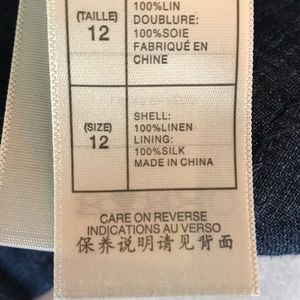 100%LIN
(TAILLE)
12
DOUBLURE:
100%SOIE
FABRIQUÉ EN
CHINE
(SIZE)
12
SHELL:
100%LINEN
LINING:
100%SILK
MADE IN CHINA
CARE ON REVERSE
INDICATIONS AU VERSO
保养说明请见背面